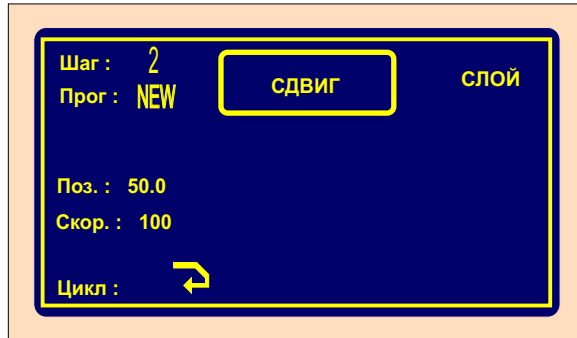 Шаг : 2
Прог : NEW
СДВИГ
СЛОЙ
Поз. : 50.0
Скор. : 100
Цикл :